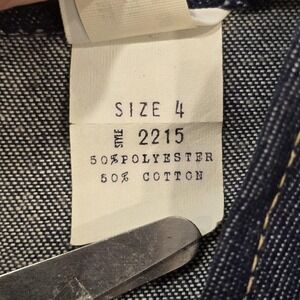 SIZE 4
STYLE 2215
50%POLYESTER
50% COTTON